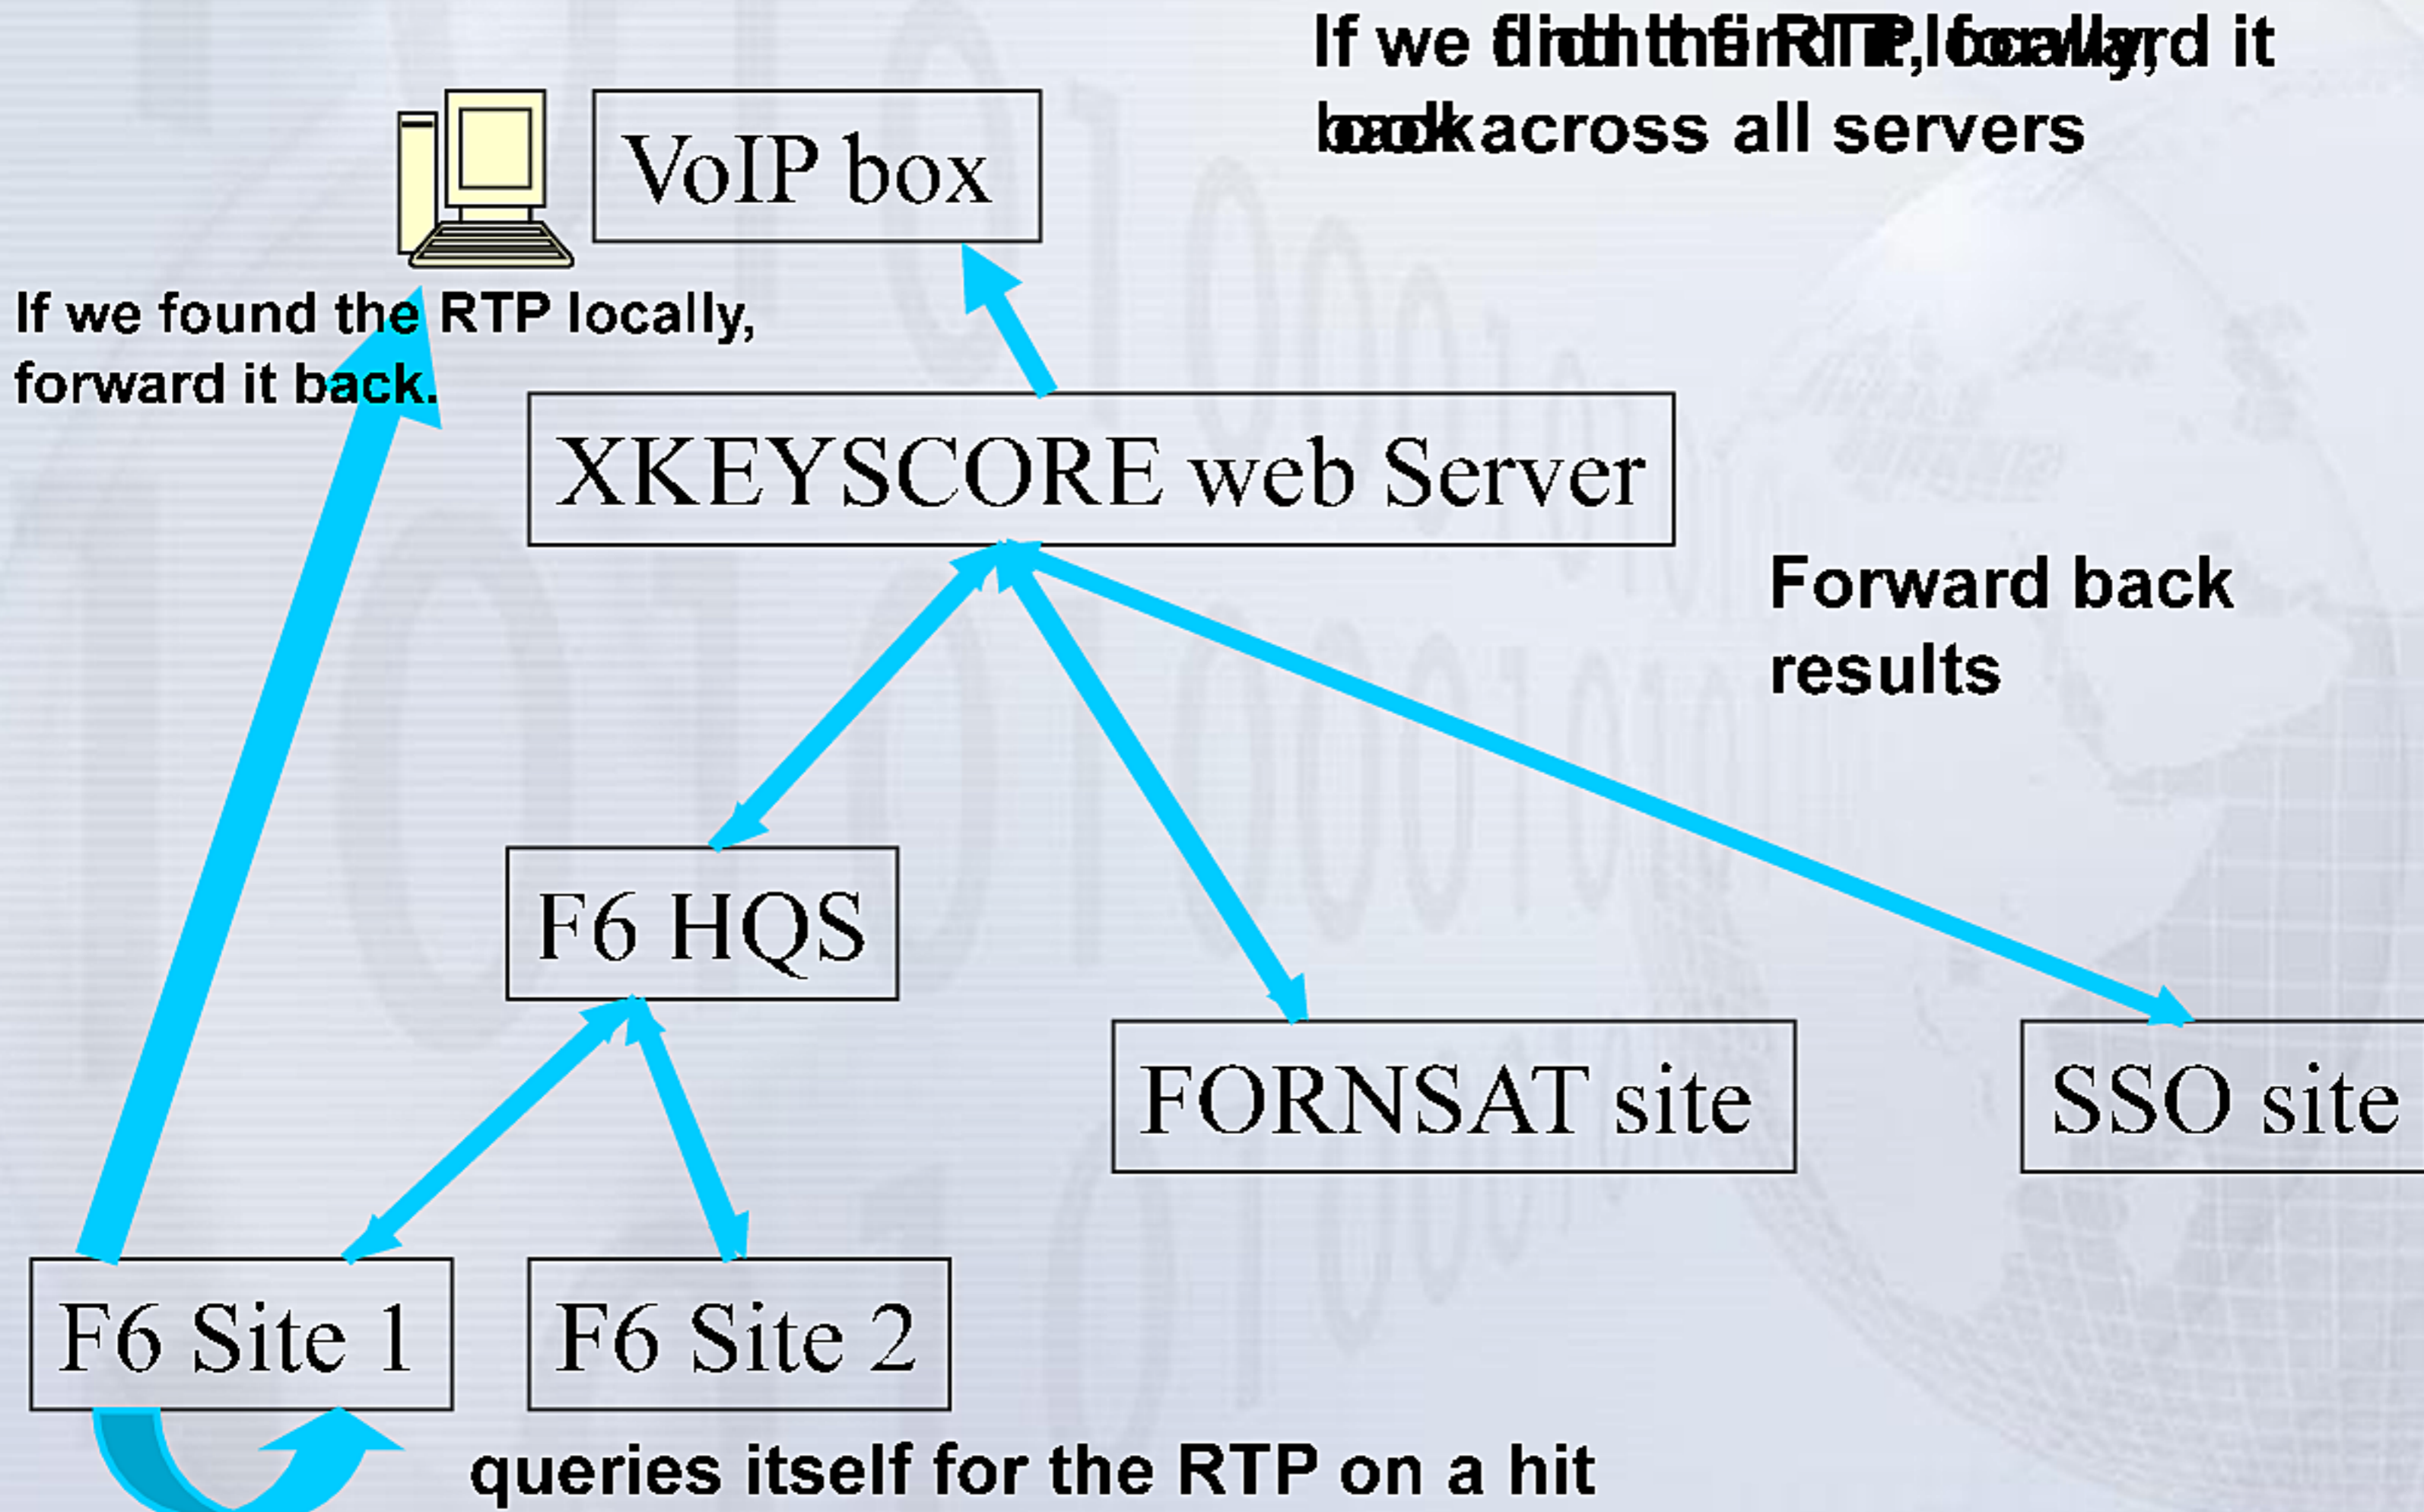 If we it
across all servers
VoIP box
If we found the RTP locally,
forward it back.
XKEYSCORE web Server
Forward back
results
F6 HQS
FORNSAT site
SSO site
F6 Site 1
F6 Site 2
queries itself for the RTP on a hit